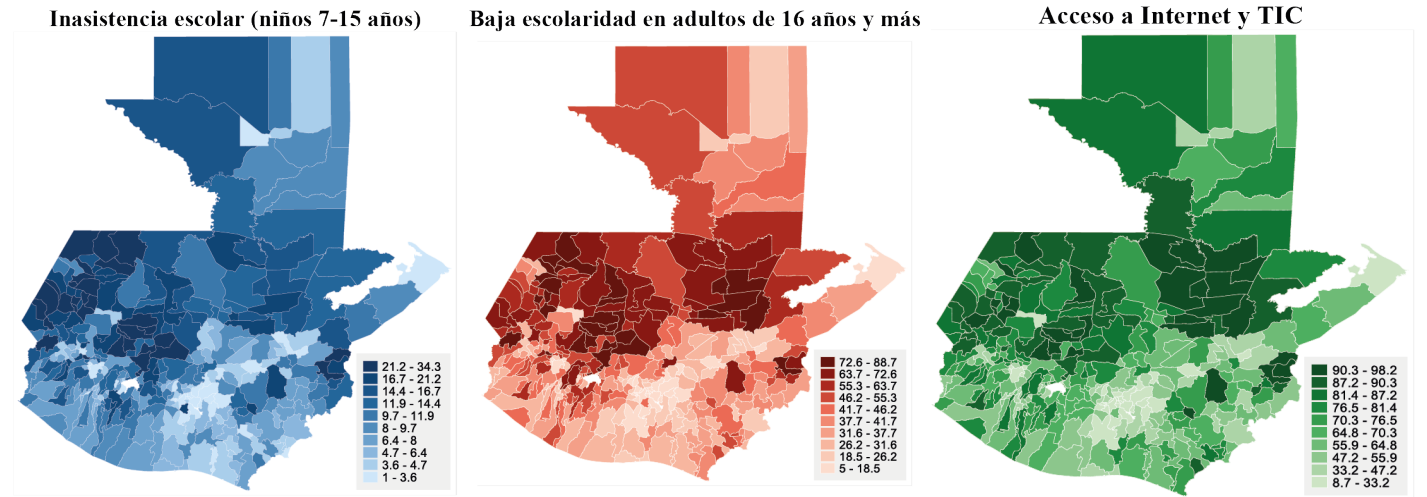 Inasistencia escolar (niños 7-15 años)
Baja escolaridad en adultos de 16 años y más
Acceso a Internet y TIC
21.2 - 34.3
16.7 - 21.2
14.4 - 16.7
11.9 - 14.4
9.7 - 11.9
8 - 9.7
6.4 - 8
4.7 - 6.4
3.6 - 4.7
1 - 3.6
72.6 - 88.7
63.7 - 72.6
55.3 - 63.7
46.2 - 55.3
41.7 - 46.2
37.7 - 41.7
31.6 - 37.7
26.2 - 31.6
18.5 - 26.2
5 - 18.5
90.3 - 98.2
87.2 - 90.3
81.4 - 87.2
76.5 - 81.4
70.3 - 76.5
64.8 - 70.3
55.9 - 64.8
47.2 - 55.9
33.2 - 47.2
8.7 - 33.2